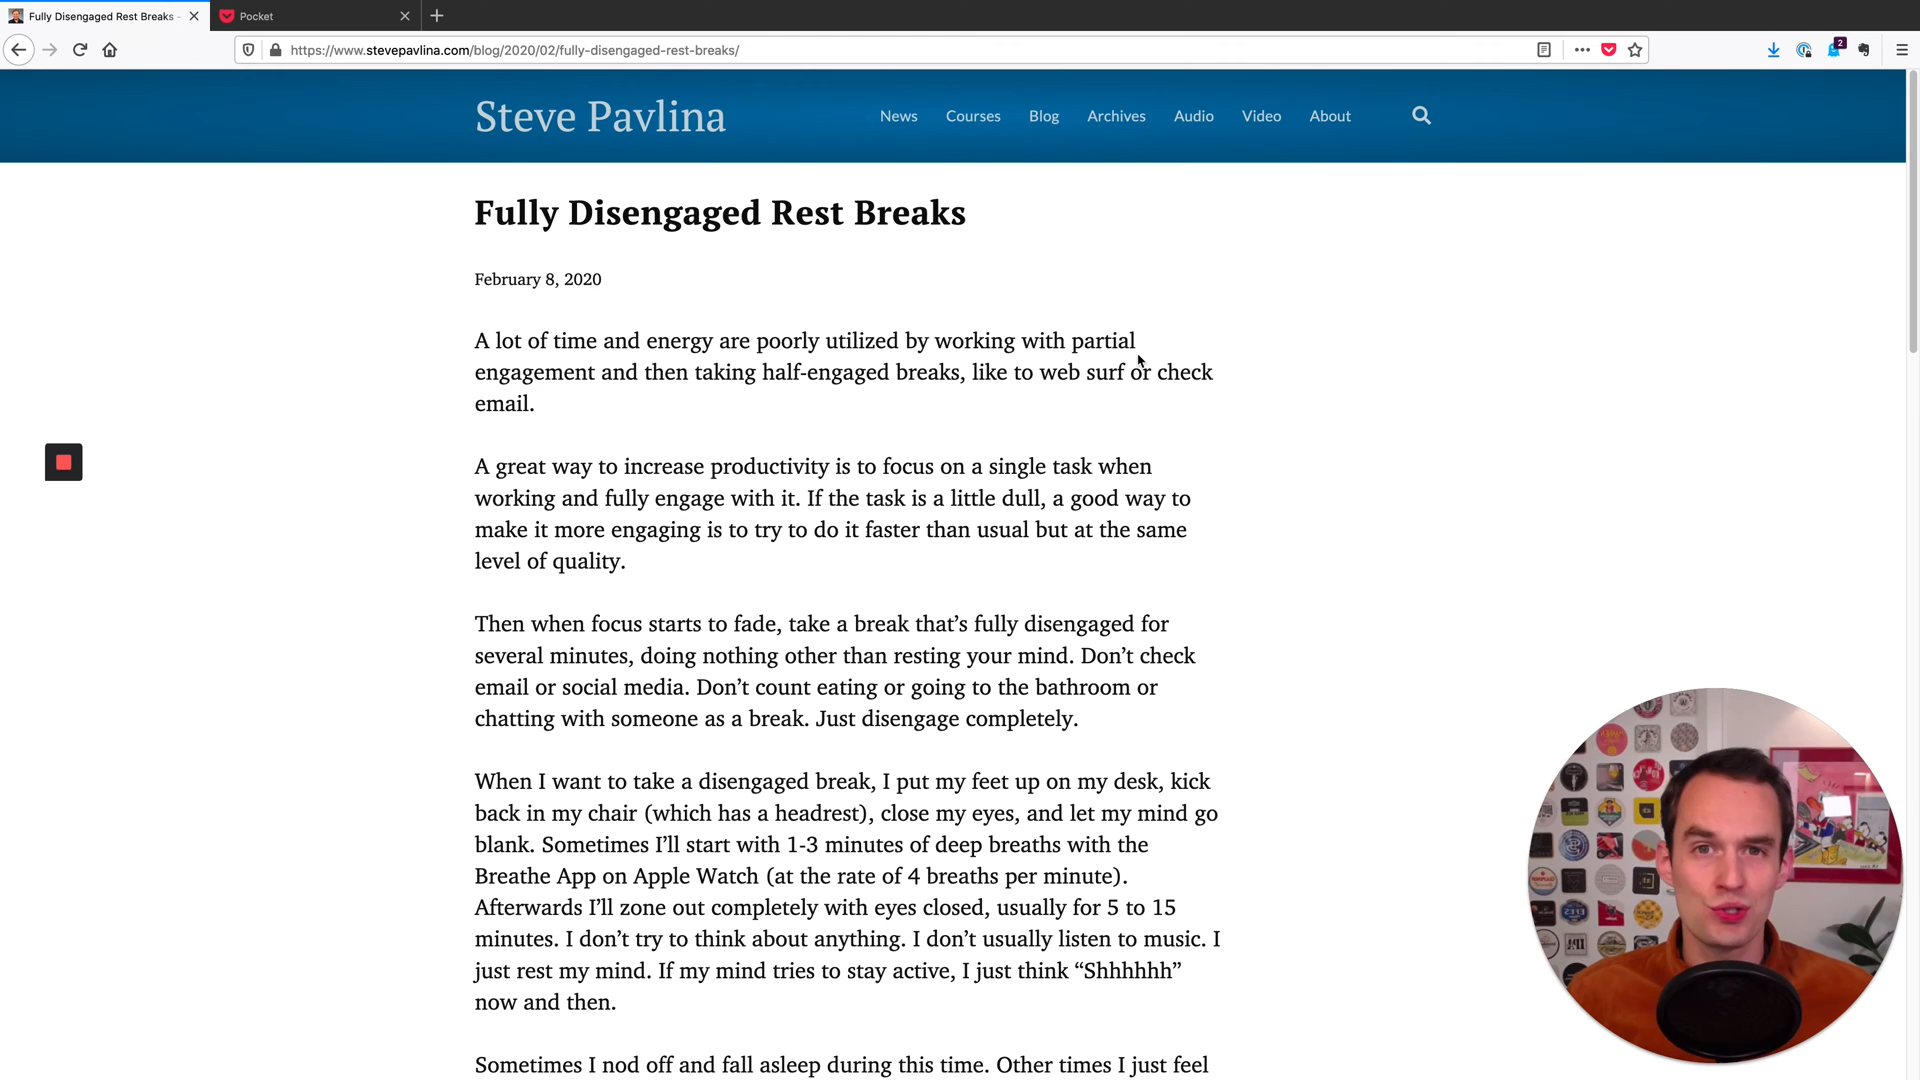 Fully Disengaged Rest Breaks -
Pocket
https://www.stevepavlina.com/blog/2020/02/fully-disengaged-rest-breaks/
2
Steve Pavlina
News Courses Blog Archives Audio Video About
Fully Disengaged Rest Breaks
February 8, 2020
A lot of time and energy are poorly utilized by working with partial
engagement and then taking half-engaged breaks, like to web surf or check
email.
A great way to increase productivity is to focus on a single task when
working and fully engage with it. If the task is a little dull, a good way to
make it more engaging is to try to do it faster than usual but at the same
level of quality.
Then when focus starts to fade, take a break that’s fully disengaged for
several minutes, doing nothing other than resting your mind. Don’t check
email or social media. Don’t count eating or going to the bathroom or
chatting with someone as a break. Just disengage completely.
When I want to take a disengaged break, I put my feet up on my desk, kick
back in my chair (which has a headrest), close my eyes, and let my mind go
blank. Sometimes I’ll start with 1-3 minutes of deep breaths with the
Breathe App on Apple Watch (at the rate of 4 breaths per minute).
Afterwards I’ll zone out completely with eyes closed, usually for 5 to 15
minutes. I don’t try to think about anything. I don’t usually listen to music. I
just rest my mind. If my mind tries to stay active, I just think “Shhhhhh”
now and then.
Sometimes I nod off and fall asleep during this time. Other times I just feel